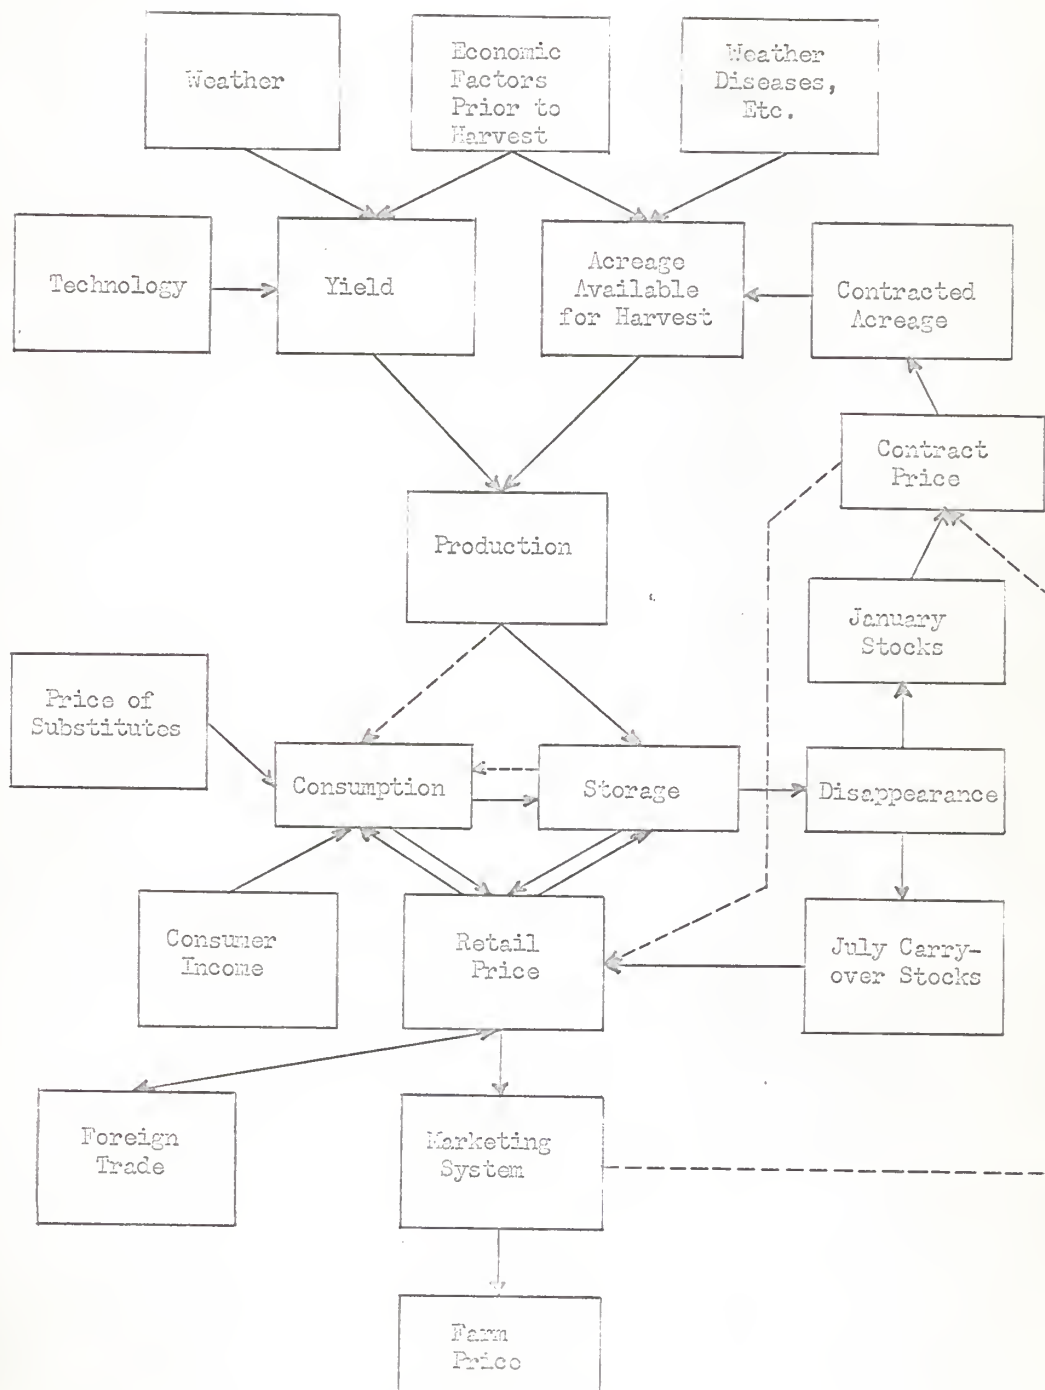 Weather
Economic
Factors
Prior to
Harvest
Weather
Diseases,
Etc.
Technology
Yield
Acreage
Available
for Harvest
Contracted
Acreage
Contract
Price
Production
January
Stocks
Price of
Substitutes
Consumption
Storage
Disappearance
Consumer
Income
Retail
Price
July Carry-
over Stocks
Foreign
Trade
Marketing
System
Farm
Price